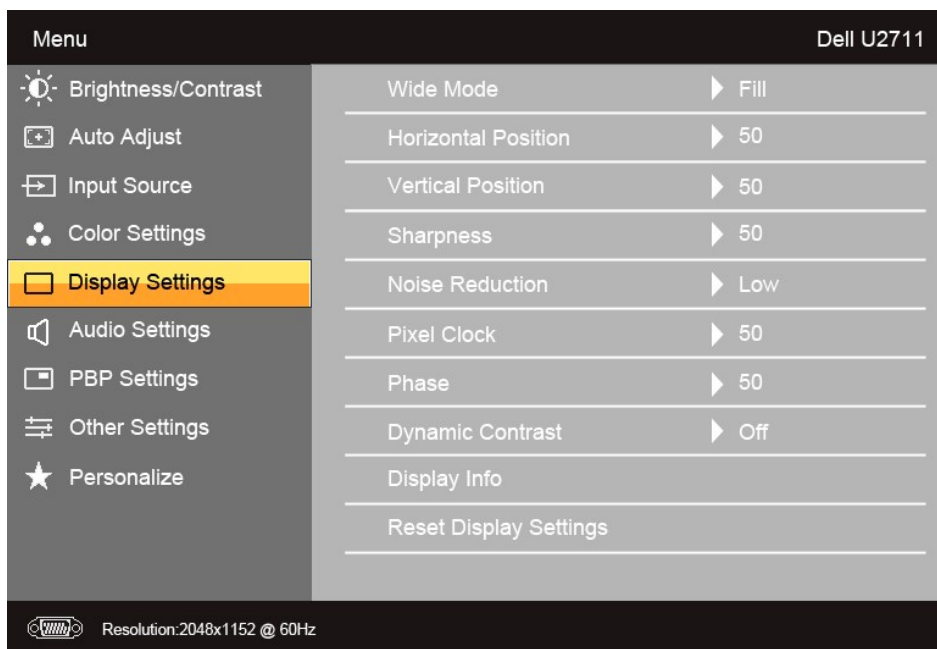 Menu Dell U2711
Brightness/Contrast
Auto Adjust
Input Source
Color Settings
Display Settings
Audio Settings
PBP Settings
Other Settings
Personalize
Wide Mode Fill
Horizontal Position 50
Vertical Position 50
Sharpness 50
Noise Reduction Low
Pixel Clock 50
Phase 50
Dynamic Contrast Off
Display Info
Reset Display Settings
Resolution:2048x1152 @ 60Hz